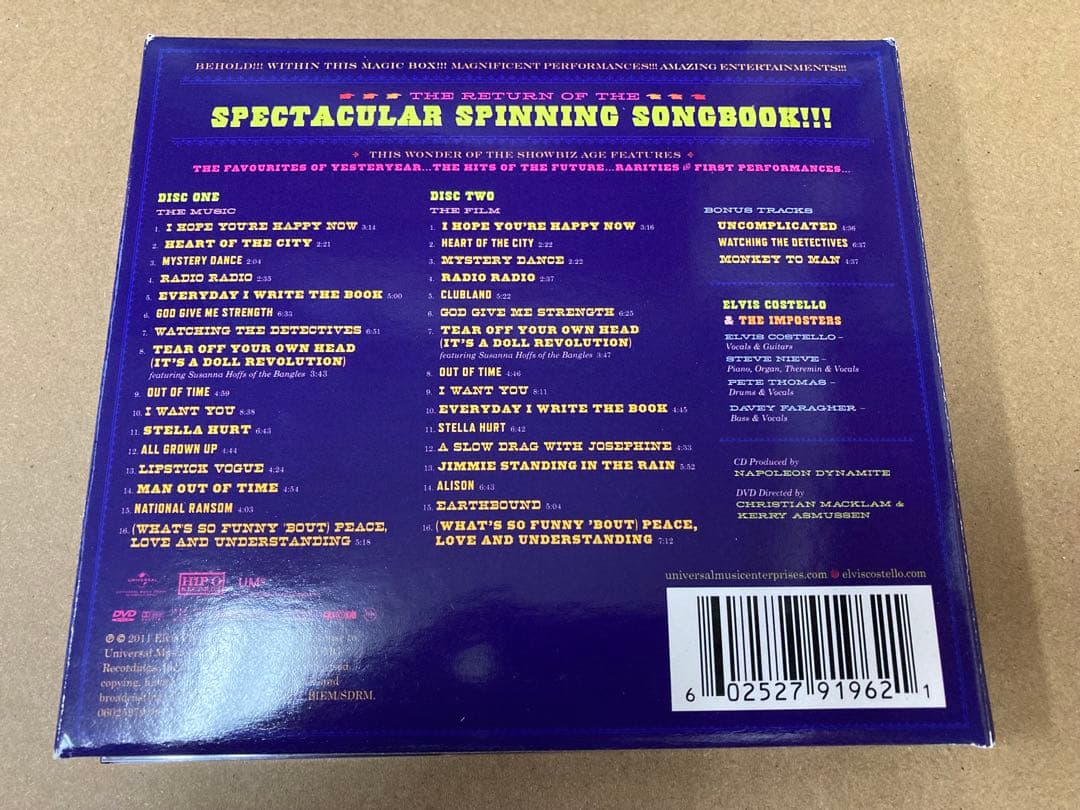 BEHOLD!!! WITHIN THIS MAGIC BOX!!! MAGNIFICENT PERFORMANCES!!! AMAZING ENTERTAINMENTS!!!
THE RETURN OF THE
SPECTACULAR SPINNING SONGBOOK!!!
THIS WONDER OF THE SHOWBIZ AGE FEATURES
THE FAVOURITES OF YESTERYEAR...THE HITS OF THE FUTURE...RARITIES & FIRST PERFORMANCES...
DISC ONE
THE MUSIC
1. I HOPE YOU'RE HAPPY NOW 3:14
2. HEART OF THE CITY 2:21
3. MYSTERY DANCE 2:04
4. RADIO RADIO 2:35
5. EVERYDAY I WRITE THE BOOK 5:00
6. GOD GIVE ME STRENGTH 6:33
7. WATCHING THE DETECTIVES 6:51
8. TEAR OFF YOUR OWN HEAD
(IT'S A DOLL REVOLUTION)
featuring Susanna Hoffs of the Bangles 3:43
9. OUT OF TIME 4:59
10. I WANT YOU 8:38
11. STELLA HURT 6:43
12. ALL GROWN UP 4:44
13. LIPSTICK VOGUE 4:24
14. MAN OUT OF TIME 4:54
15. NATIONAL RANSOM 4:03
16. (WHAT'S SO FUNNY 'BOUT) PEACE,
LOVE AND UNDERSTANDING 5:18
DISC TWO
THE FILM
1. I HOPE YOU'RE HAPPY NOW 3:16
2. HEART OF THE CITY 2:22
3. MYSTERY DANCE 2:22
4. RADIO RADIO 2:37
5. CLUBLAND 5:22
6. GOD GIVE ME STRENGTH 6:25
7. TEAR OFF YOUR OWN HEAD
(IT'S A DOLL REVOLUTION)
featuring Susanna Hoffs of the Bangles 3:47
8. OUT OF TIME 4:46
9. I WANT YOU 8:11
10. EVERYDAY I WRITE THE BOOK 4:45
11. STELLA HURT 6:42
12. A SLOW DRAG WITH JOSEPHINE 4:33
13. JIMMIE STANDING IN THE RAIN 5:52
14. ALISON 6:43
15. EARTHBOUND 5:04
16. (WHAT'S SO FUNNY 'BOUT) PEACE,
LOVE AND UNDERSTANDING 7:12
BONUS TRACKS
UNCOMPLICATED 4:36
WATCHING THE DETECTIVES 6:37
MONKEY TO MAN 4:37
ELVIS COSTELLO
& THE IMPOSTERS
ELVIS COSTELLO –
Vocals & Guitars
STEVE NIEVE –
Piano, Organ, Theremin & Vocals
PETE THOMAS –
Drums & Vocals
DAVEY FARAGHER –
Bass & Vocals
CD Produced by
NAPOLEON DYNAMITE
DVD Directed by
CHRISTIAN MACKLAM &
KERRY ASMUSSEN
universalmusicenterprises.com elviscostello.com
UNIVERSAL
HIP-O
RECORDS
UMe
DVD
℗ © 2011 Elvis
Universal
Recordings
copying,
broadcast BIEM/SDRM.
6 02527 91962 1